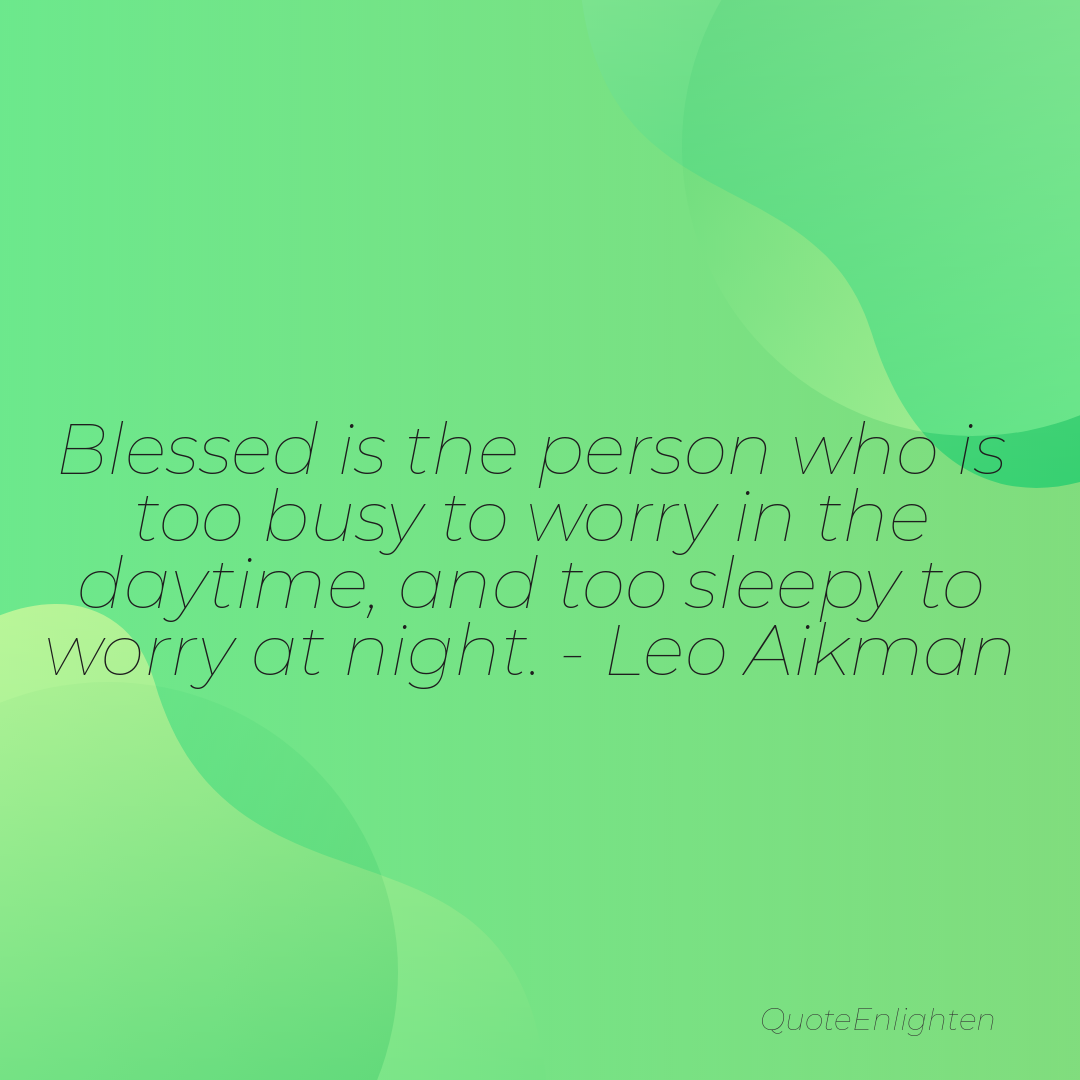 Blessed is the person who is
too busy to worry in the
daytime, and too sleepy to
worry at night. - Leo Aikman
QuoteEnlighten